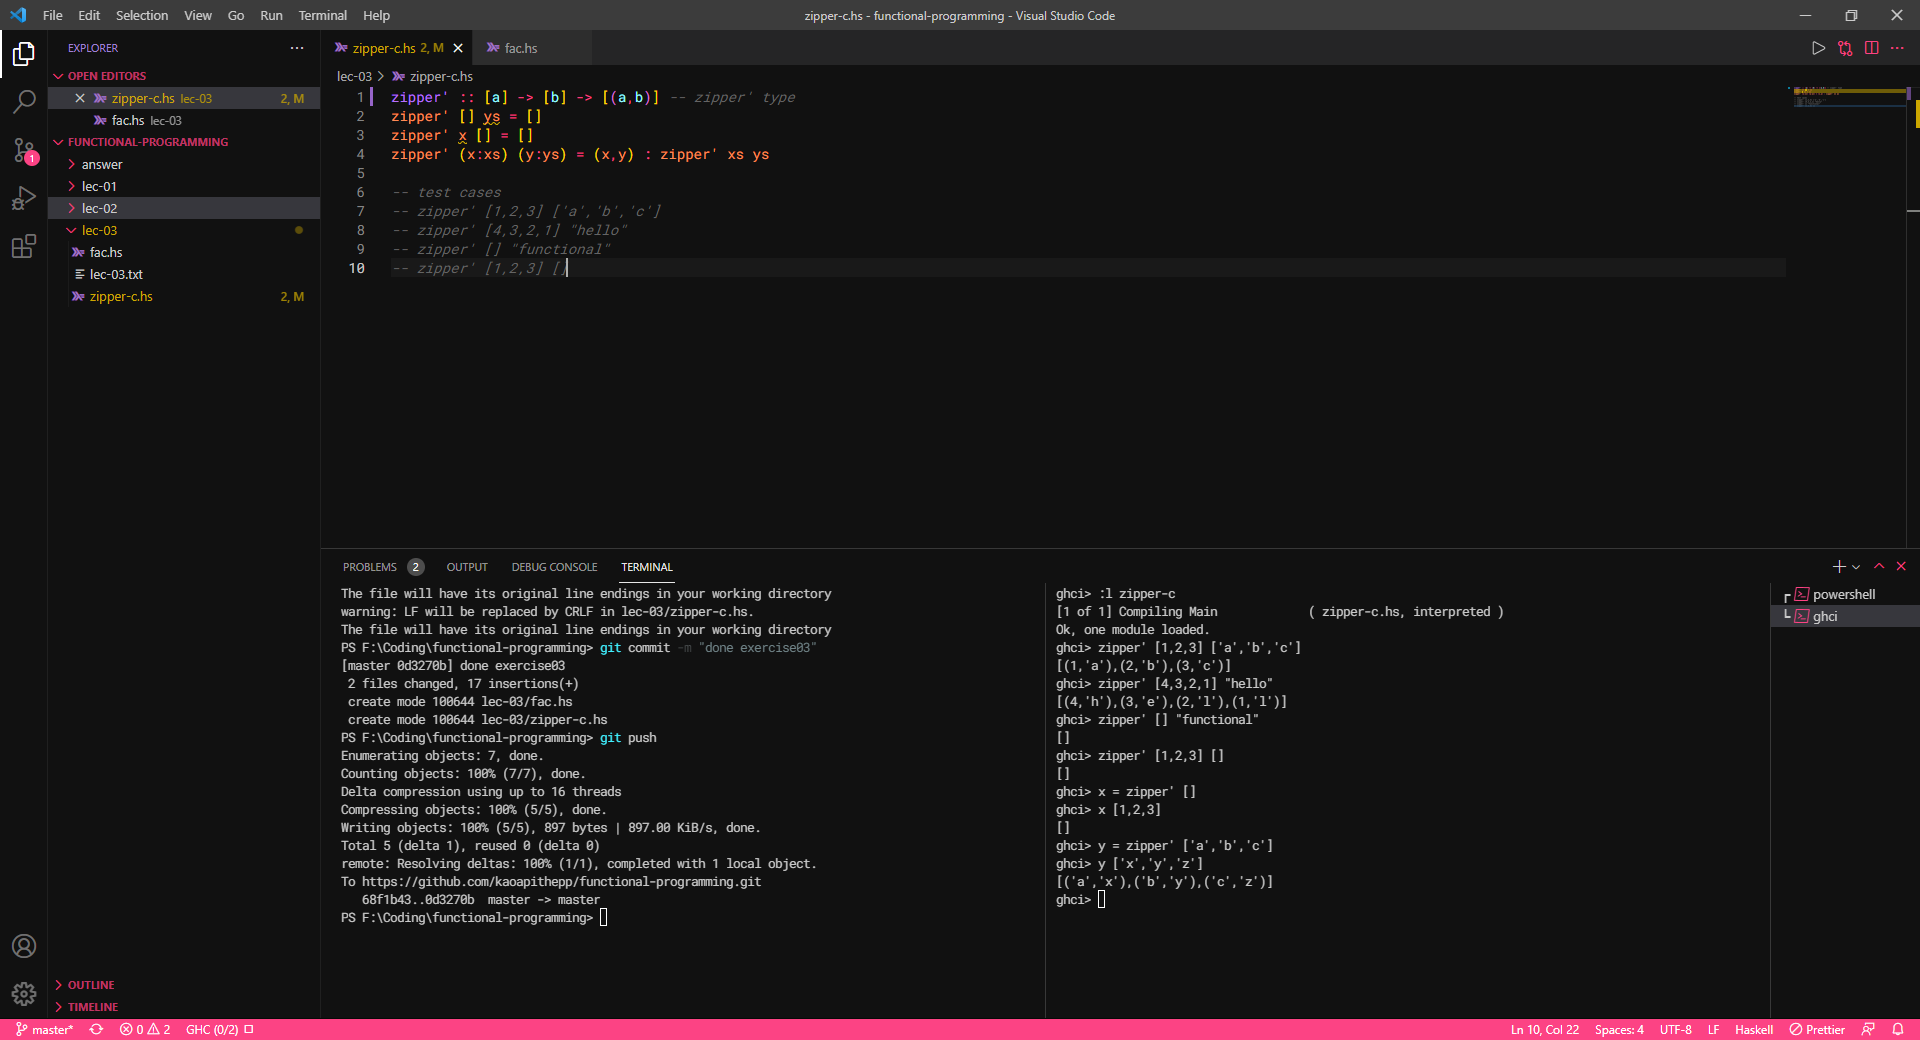 File Edit Selection View Go Run Terminal Help
zipper-c.hs - functional-programming - Visual Studio Code
EXPLORER
OPEN EDITORS
zipper-c.hs lec-03 2, M
fac.hs lec-03
FUNCTIONAL-PROGRAMMING
answer
lec-01
lec-02
lec-03
fac.hs
lec-03.txt
zipper-c.hs 2, M
OUTLINE
TIMELINE
1
zipper-c.hs 2, M
fac.hs
lec-03 > zipper-c.hs
1 zipper' :: [a] -> [b] -> [(a,b)] -- zipper' type
2 zipper' [] ys = []
3 zipper' x [] = []
4 zipper' (x:xs) (y:ys) = (x,y) : zipper' xs ys
5
6 -- test cases
7 -- zipper' [1,2,3] ['a','b','c']
8 -- zipper' [4,3,2,1] "hello"
9 -- zipper' [] "functional"
10 -- zipper' [1,2,3] []
PROBLEMS 2 OUTPUT DEBUG CONSOLE TERMINAL
The file will have its original line endings in your working directory
warning: LF will be replaced by CRLF in lec-03/zipper-c.hs.
The file will have its original line endings in your working directory
PS F:\Coding\functional-programming> git commit -m "done exercise03"
[master 0d3270b] done exercise03
2 files changed, 17 insertions(+)
create mode 100644 lec-03/fac.hs
create mode 100644 lec-03/zipper-c.hs
PS F:\Coding\functional-programming> git push
Enumerating objects: 7, done.
Counting objects: 100% (7/7), done.
Delta compression using up to 16 threads
Compressing objects: 100% (5/5), done.
Writing objects: 100% (5/5), 897 bytes | 897.00 KiB/s, done.
Total 5 (delta 1), reused 0 (delta 0)
remote: Resolving deltas: 100% (1/1), completed with 1 local object.
To https://github.com/kaoapithepp/functional-programming.git
68f1b43..0d3270b master -> master
PS F:\Coding\functional-programming>
ghci> :l zipper-c
[1 of 1] Compiling Main ( zipper-c.hs, interpreted )
Ok, one module loaded.
ghci> zipper' [1,2,3] ['a','b','c']
[(1,'a'),(2,'b'),(3,'c')]
ghci> zipper' [4,3,2,1] "hello"
[(4,'h'),(3,'e'),(2,'l'),(1,'l')]
ghci> zipper' [] "functional"
[]
ghci> zipper' [1,2,3] []
[]
ghci> x = zipper' []
ghci> x [1,2,3]
[]
ghci> y = zipper' ['a','b','c']
ghci> y ['x','y','z']
[('a','x'),('b','y'),('c','z')]
ghci>
powershell
ghci
master* 0 2 GHC (0/2) Ln 10, Col 22 Spaces: 4 UTF-8 LF Haskell Prettier